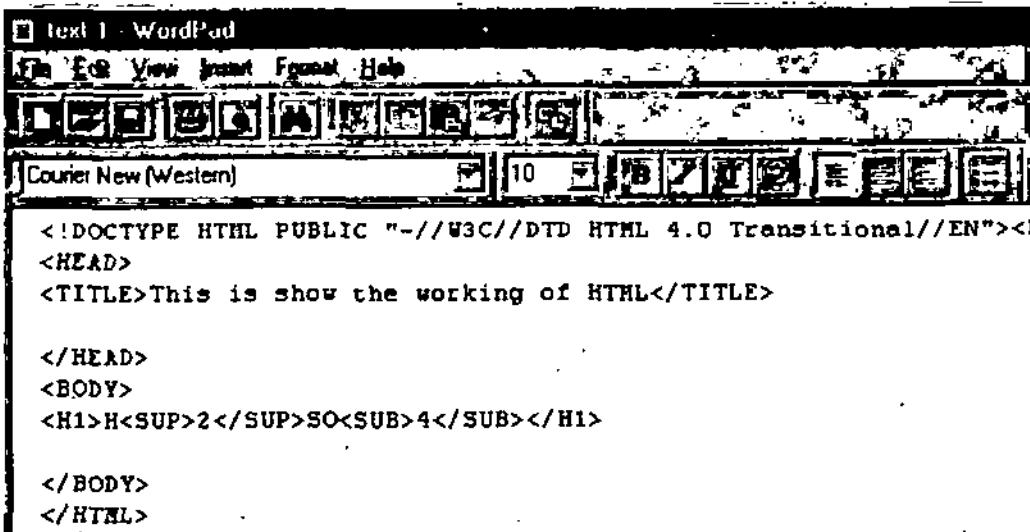 text 1 - WordPad
File Edit View Insert Format Help
Courier New (Western) 10 B
<!DOCTYPE HTML PUBLIC "-//W3C//DTD HTML 4.0 Transitional//EN"><
<HEAD>
<TITLE>This is show the working of HTML</TITLE>
</HEAD>
<BODY>
<H1>H<SUP>2</SUP>SO<SUB>4</SUB></H1>
</BODY>
</HTML>